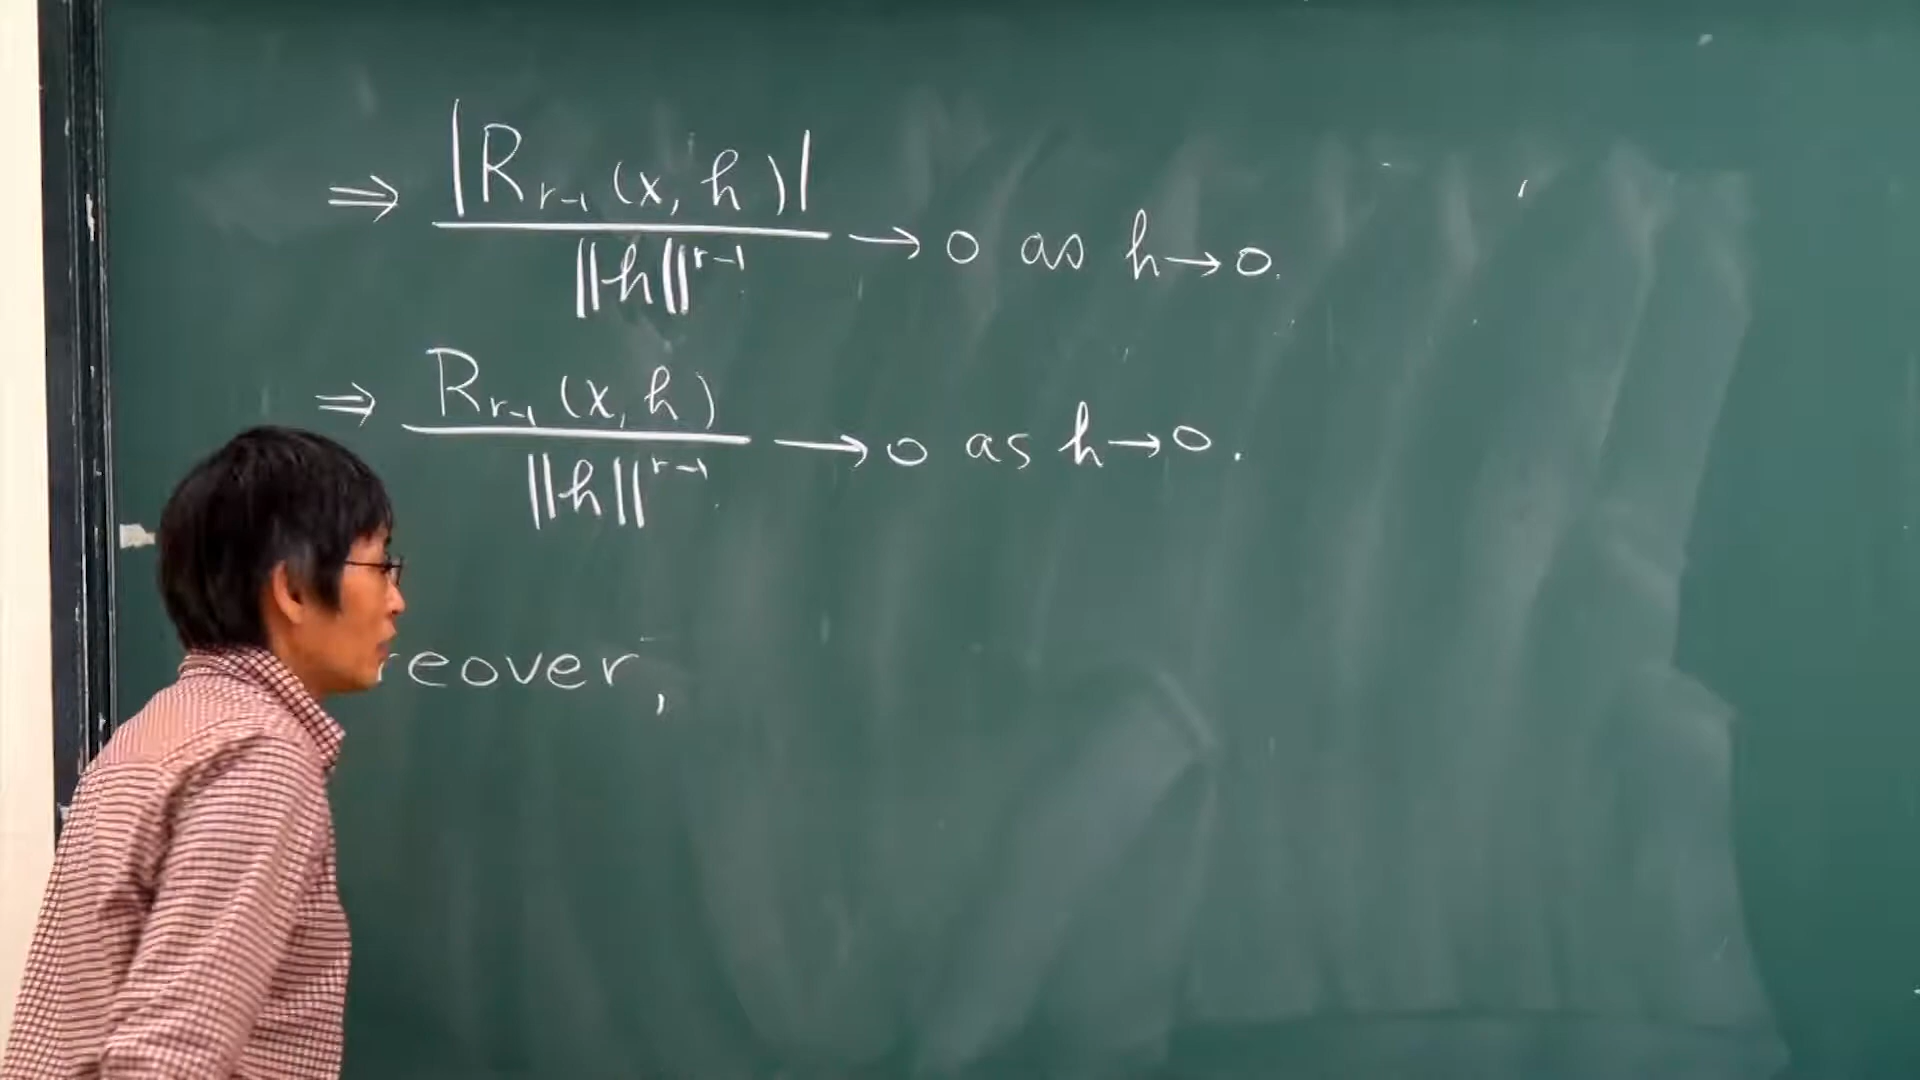 ⇒ |R_{r-1}(x, h)| / ||h||^{r-1} → 0 as h→0.
⇒ R_{r-1}(x, h) / ||h||^{r-1} → 0 as h→0.
reover,